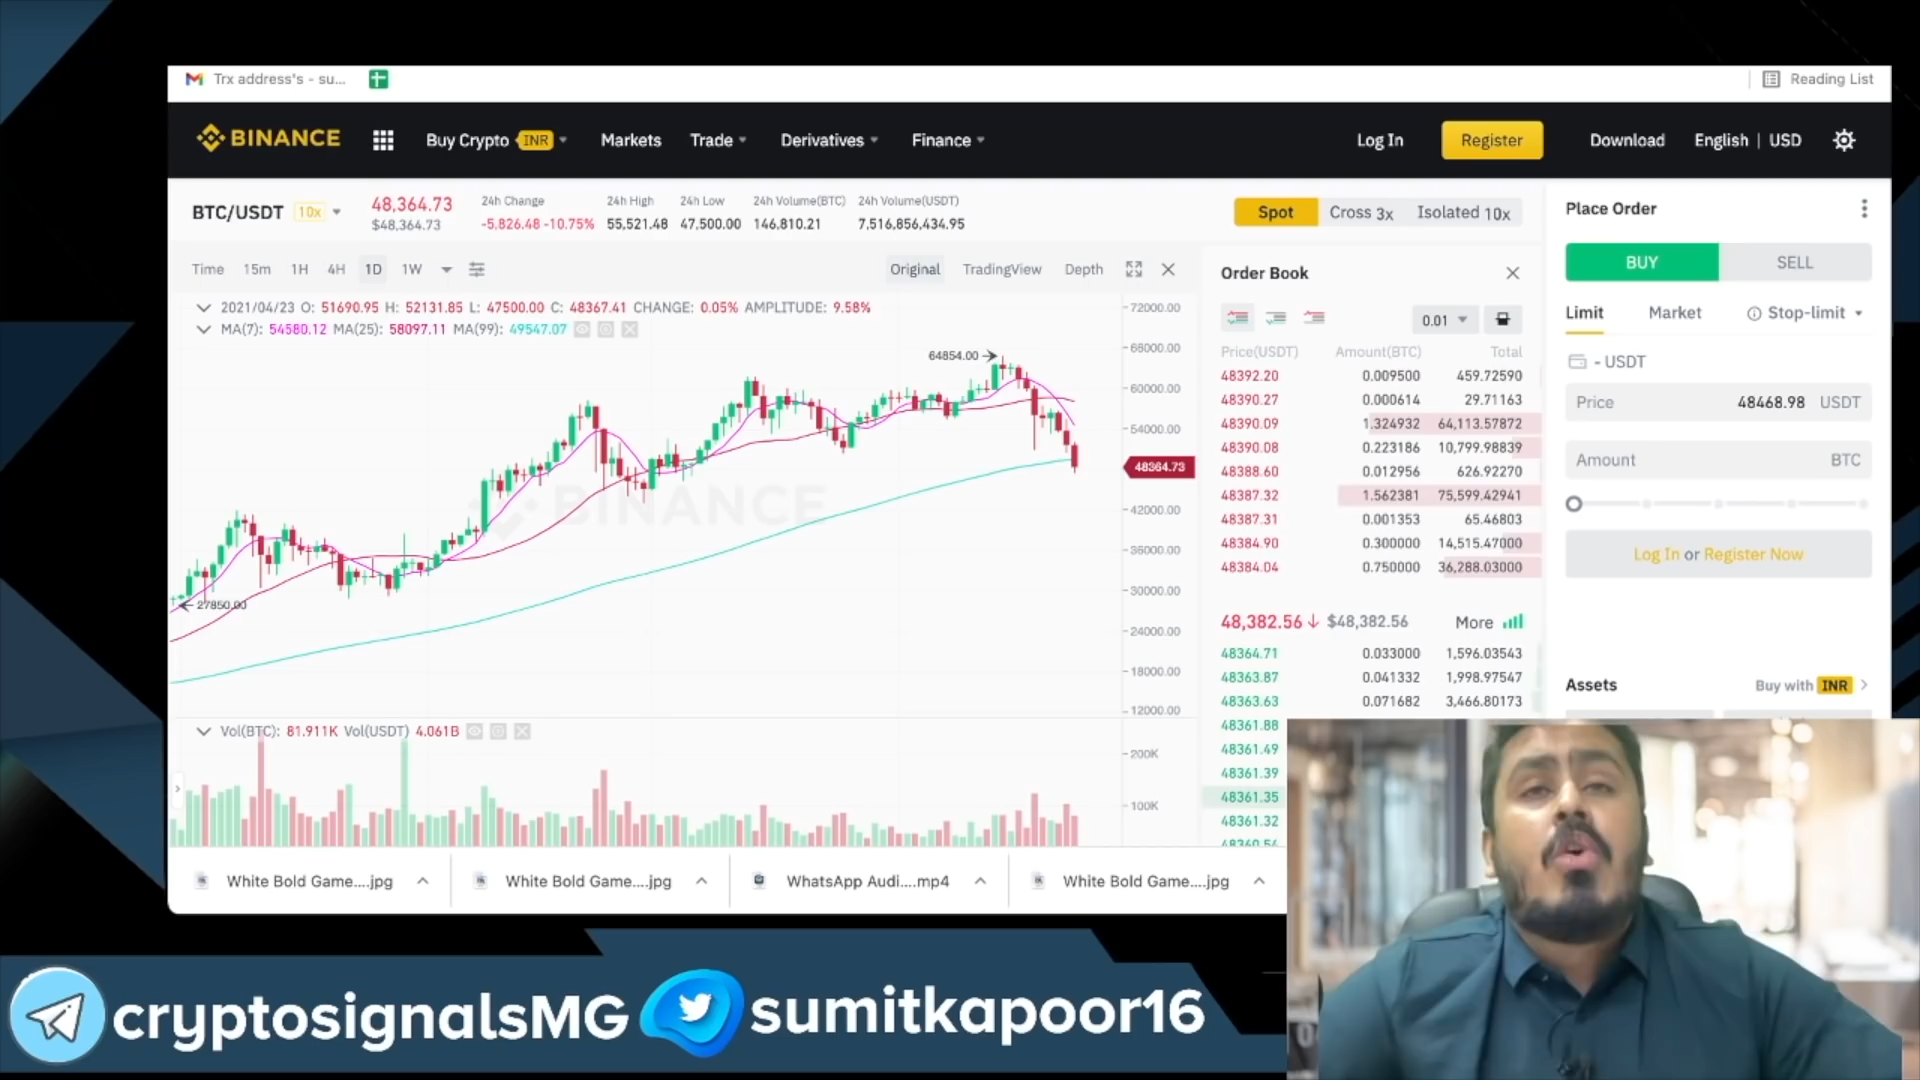 Trx address's - su...
Reading List
BINANCE
Buy Crypto INR Markets Trade Derivatives Finance Log In Register Download English | USD
BTC/USDT 10x
48,364.73
$48,364.73
24h Change
-5,826.48 -10.75%
24h High
55,521.48
24h Low
47,500.00
24h Volume(BTC)
146,810.21
24h Volume(USDT)
7,516,856,434.95
Spot Cross 3x Isolated 10x
Time 15m 1H 4H 1D 1W
Original TradingView Depth
2021/04/23 O: 51690.95 H: 52131.85 L: 47500.00 C: 48367.41 CHANGE: 0.05% AMPLITUDE: 9.58%
MA(7): 54580.12 MA(25): 58097.11 MA(99): 49547.07
64854.00
27850.00
BINANCE
72000.00
66000.00
60000.00
54000.00
48364.73
42000.00
36000.00
30000.00
24000.00
18000.00
12000.00
Vol(BTC): 81.911K Vol(USDT) 4.061B
200K
100K
Order Book
0.01
Price(USDT) Amount(BTC) Total
48392.20 0.009500 459.72590
48390.27 0.000614 29.71163
48390.09 1.324932 64,113.57872
48390.08 0.223186 10,799.98839
48388.60 0.012956 626.92270
48387.32 1.562381 75,599.42941
48387.31 0.001353 65.46803
48384.90 0.300000 14,515.47000
48384.04 0.750000 36,288.03000
48,382.56 $48,382.56 More
48364.71 0.033000 1,596.03543
48363.87 0.041332 1,998.97547
48363.63 0.071682 3,466.80173
48361.88
48361.49
48361.39
48361.35
48361.32
Place Order
BUY SELL
Limit Market Stop-limit
- USDT
Price 48468.98 USDT
Amount BTC
Log In or Register Now
Assets
Buy with INR
White Bold Game....jpg
White Bold Game....jpg
WhatsApp Audi....mp4
White Bold Game....jpg
cryptosignalsMG
sumitkapoor16